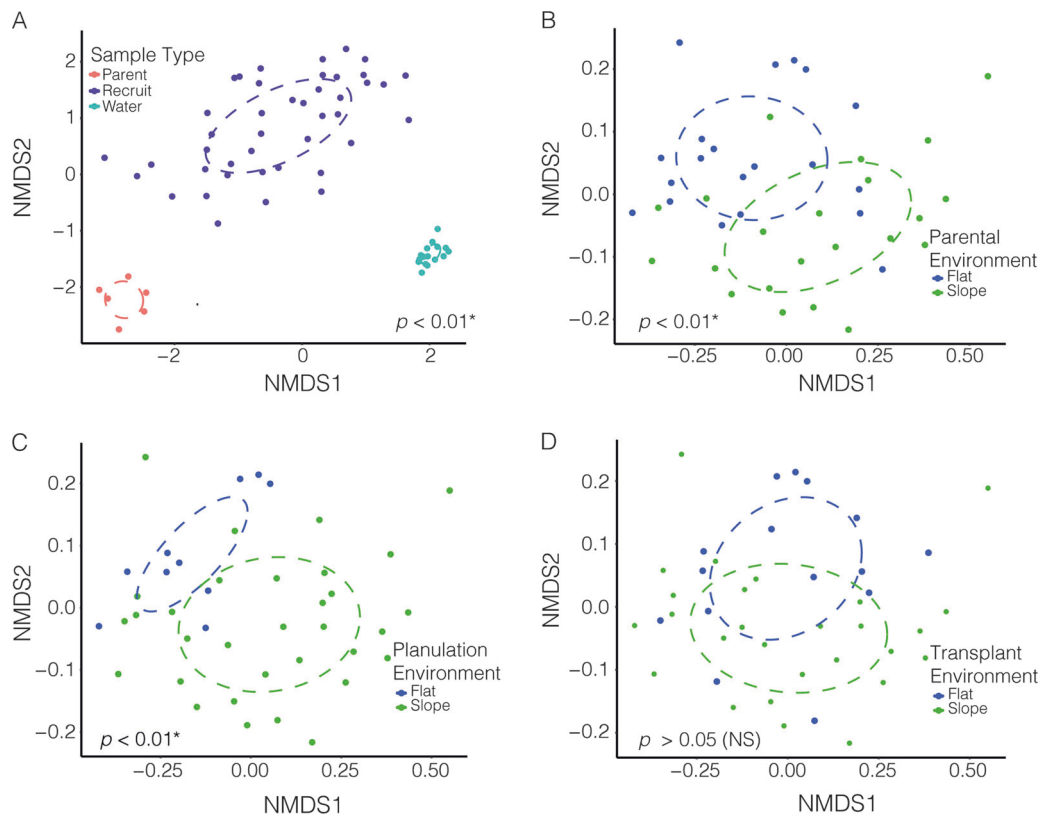 A
Sample Type
Parent
Recruit
Water
2
1
0
−1
−2
NMDS2
p < 0.01*
−2
0
2
NMDS1
B
0.2
0.1
0.0
−0.1
−0.2
NMDS2
Parental
Environment
Flat
Slope
p < 0.01*
−0.25
0.00
0.25
0.50
NMDS1
C
0.2
0.1
0.0
−0.1
−0.2
NMDS2
Planulation
Environment
Flat
Slope
p < 0.01*
−0.25
0.00
0.25
0.50
NMDS1
D
0.2
0.1
0.0
−0.1
−0.2
NMDS2
Transplant
Environment
Flat
Slope
p > 0.05 (NS)
−0.25
0.00
0.25
0.50
NMDS1